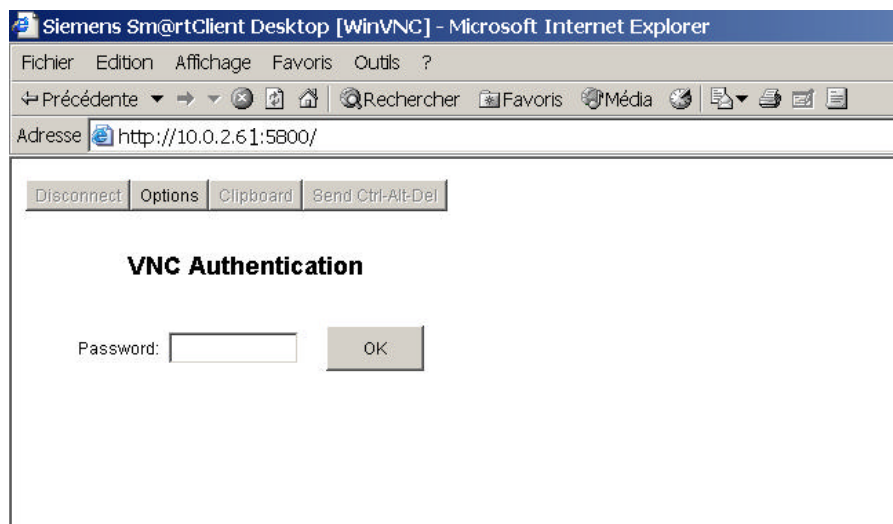 Siemens Sm@rtClient Desktop [WinVNC] - Microsoft Internet Explorer
Fichier Edition Affichage Favoris Outils ?
Précédente Rechercher Favoris Média
Adresse http://10.0.2.61:5800/
Disconnect Options Clipboard Send Ctrl-Alt-Del
VNC Authentication
Password: OK